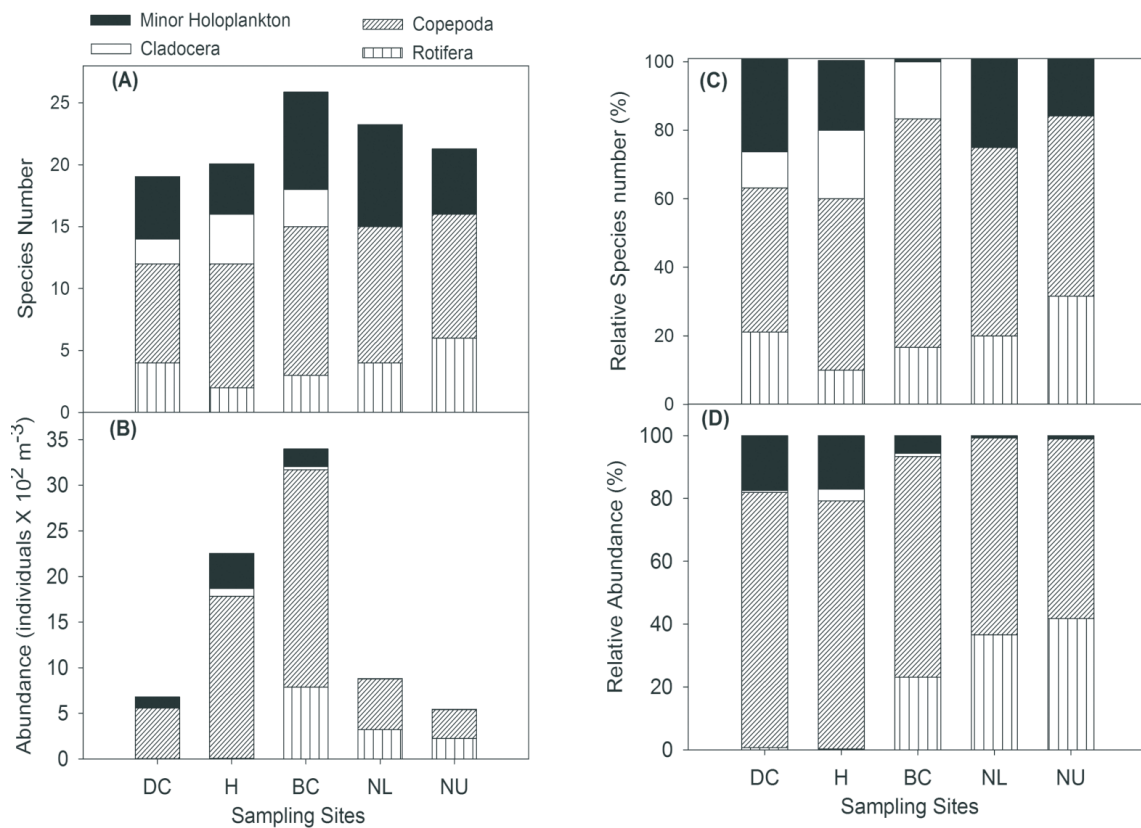 Minor Holoplankton
Copepoda
Cladocera
Rotifera
(A)
Species Number
25
20
15
10
5
0
(B)
Abundance (individuals X 10⁻² m⁻³)
35
30
25
20
15
10
5
0
DC H BC NL NU
Sampling Sites
(C)
Relative Species number (%)
100
80
60
40
20
0
(D)
Relative Abundance (%)
100
80
60
40
20
0
DC H BC NL NU
Sampling Sites